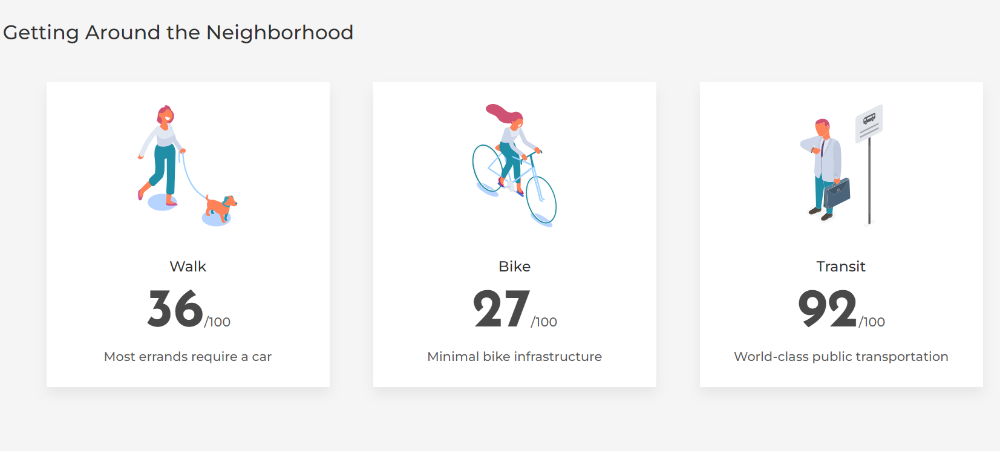 Getting Around the Neighborhood
Walk
36/100
Most errands require a car
Bike
27/100
Minimal bike infrastructure
Transit
92/100
World-class public transportation